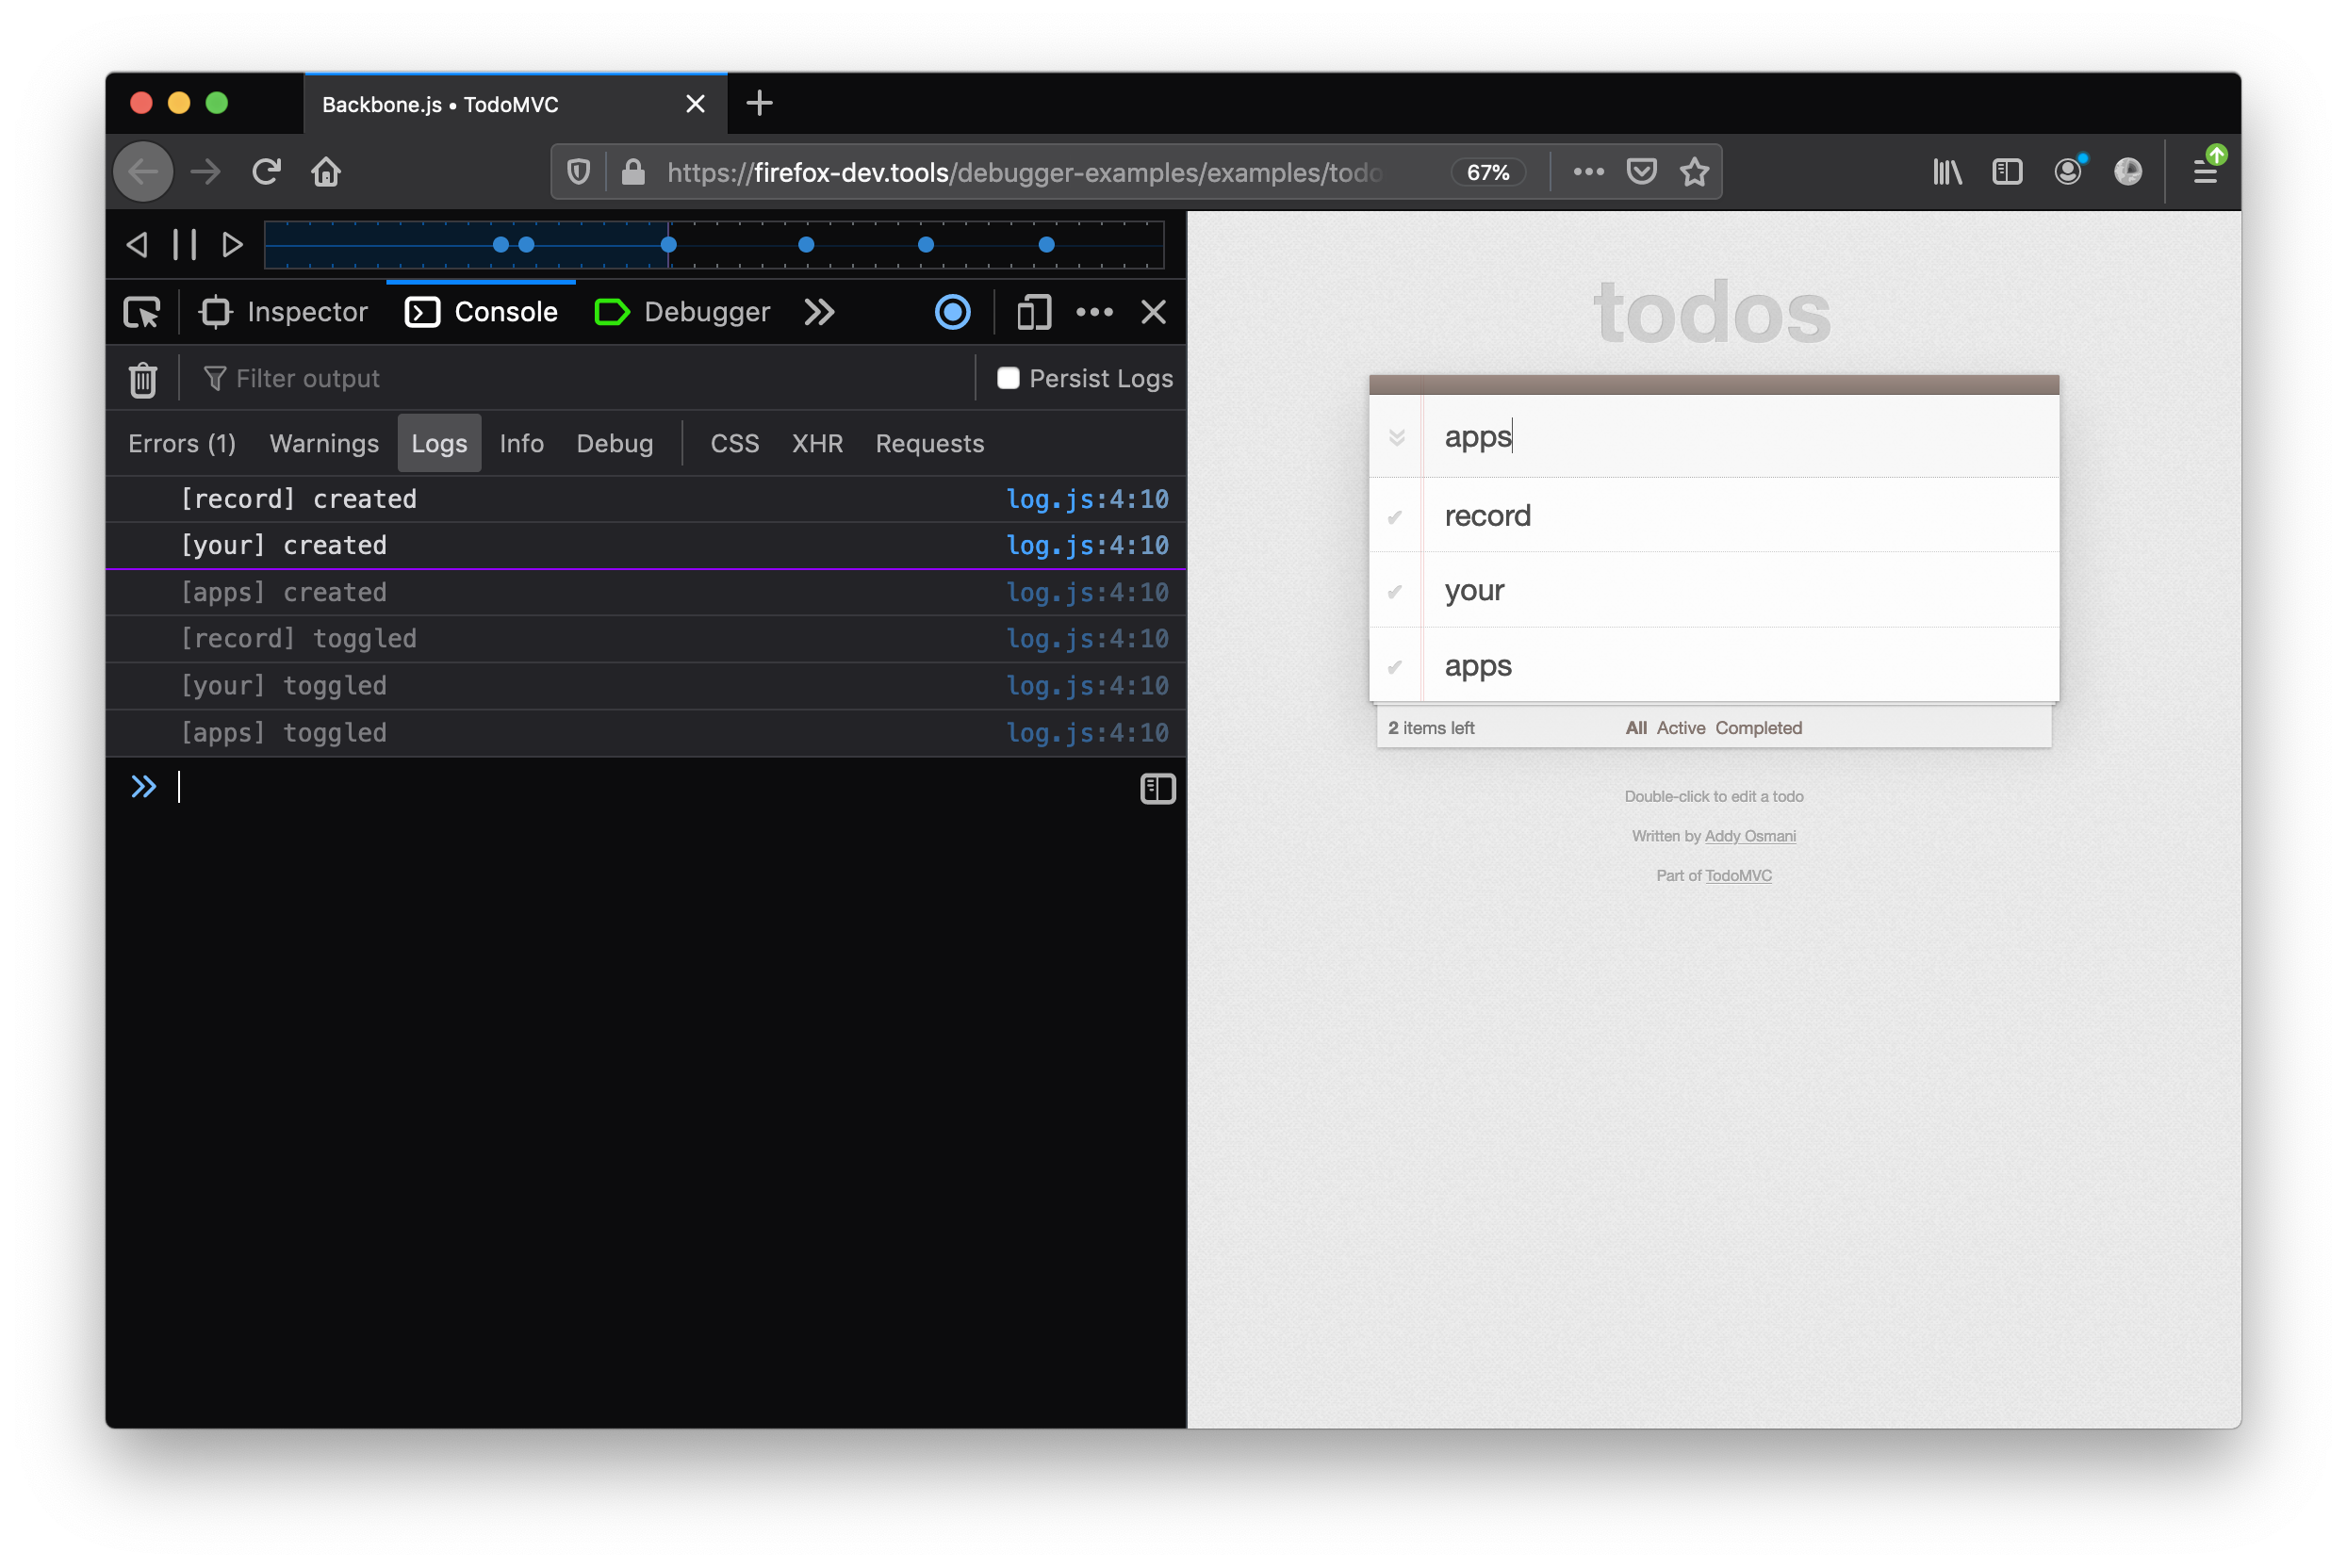 Backbone.js • TodoMVC
https://firefox-dev.tools/debugger-examples/examples/todo
67%
Inspector
Console
Debugger
Filter output
Persist Logs
Errors (1) Warnings Logs Info Debug CSS XHR Requests
[record] created log.js:4:10
[your] created log.js:4:10
[apps] created log.js:4:10
[record] toggled log.js:4:10
[your] toggled log.js:4:10
[apps] toggled log.js:4:10
todos
apps
record
your
apps
2 items left All Active Completed
Double-click to edit a todo
Written by Addy Osmani
Part of TodoMVC